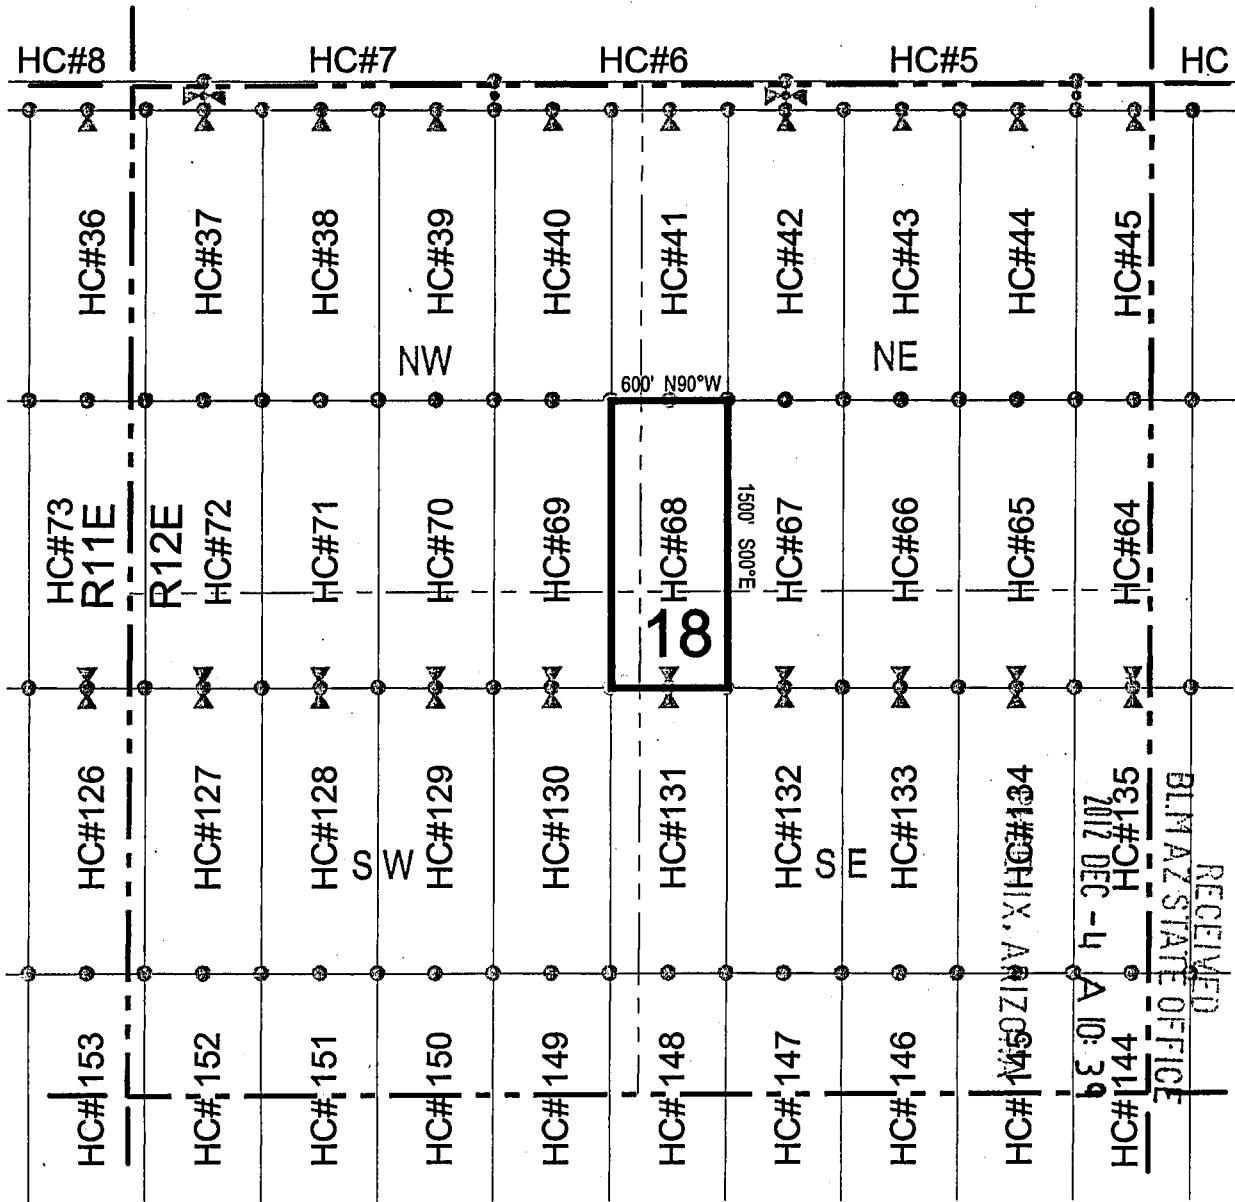 HC#8 HC#7 HC#6 HC#5 HC
HC#36 HC#37 HC#38 HC#39 HC#40 HC#41 HC#42 HC#43 HC#44 HC#45
NW NE
600' N90°W
HC#73 HC#72 HC#71 HC#70 HC#69 HC#68 HC#67 HC#66 HC#65 HC#64
R11E R12E
1500' S00°E
18
HC#126 HC#127 HC#128 HC#129 HC#130 HC#131 HC#132 HC#133 HC#134 HC#135
SW SE
HC#153 HC#152 HC#151 HC#150 HC#149 HC#148 HC#147 HC#146 HC#145 HC#144
RECEIVED
BLM AZ STATE OFFICE
2012 DEC -4 A 10: 39
ARIZONA